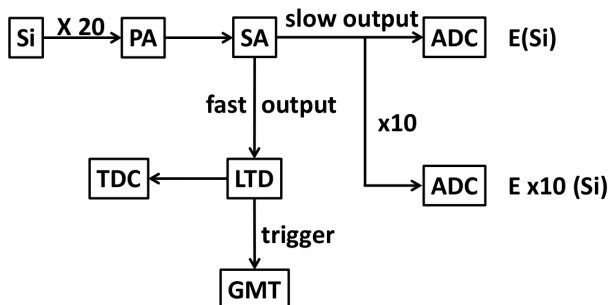 Si
X 20
PA
SA
slow output
ADC
E(Si)
fast output
x10
TDC
LTD
ADC
E x10 (Si)
trigger
GMT